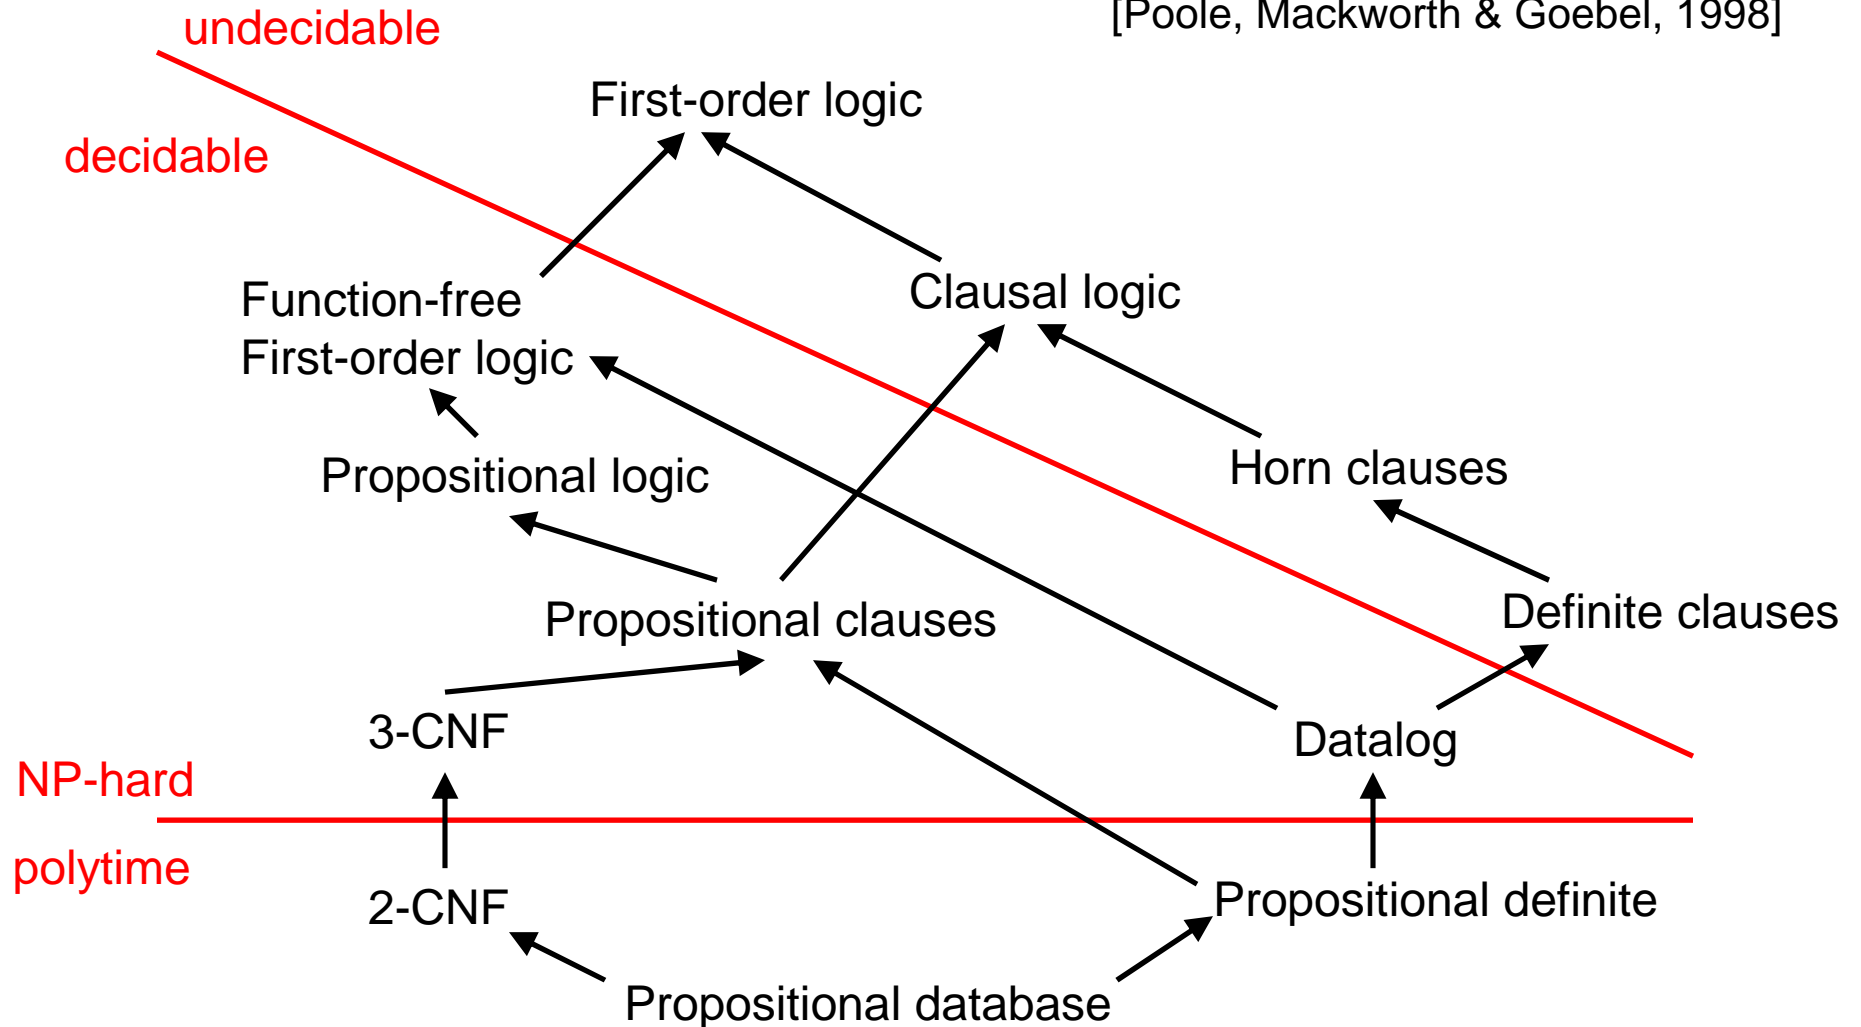 [Poole, Mackworth & Goebel, 1998]
undecidable
First-order logic
decidable
Function-free
First-order logic
Clausal logic
Propositional logic
Horn clauses
Propositional clauses
Definite clauses
3-CNF
Datalog
NP-hard
polytime
2-CNF
Propositional definite
Propositional database